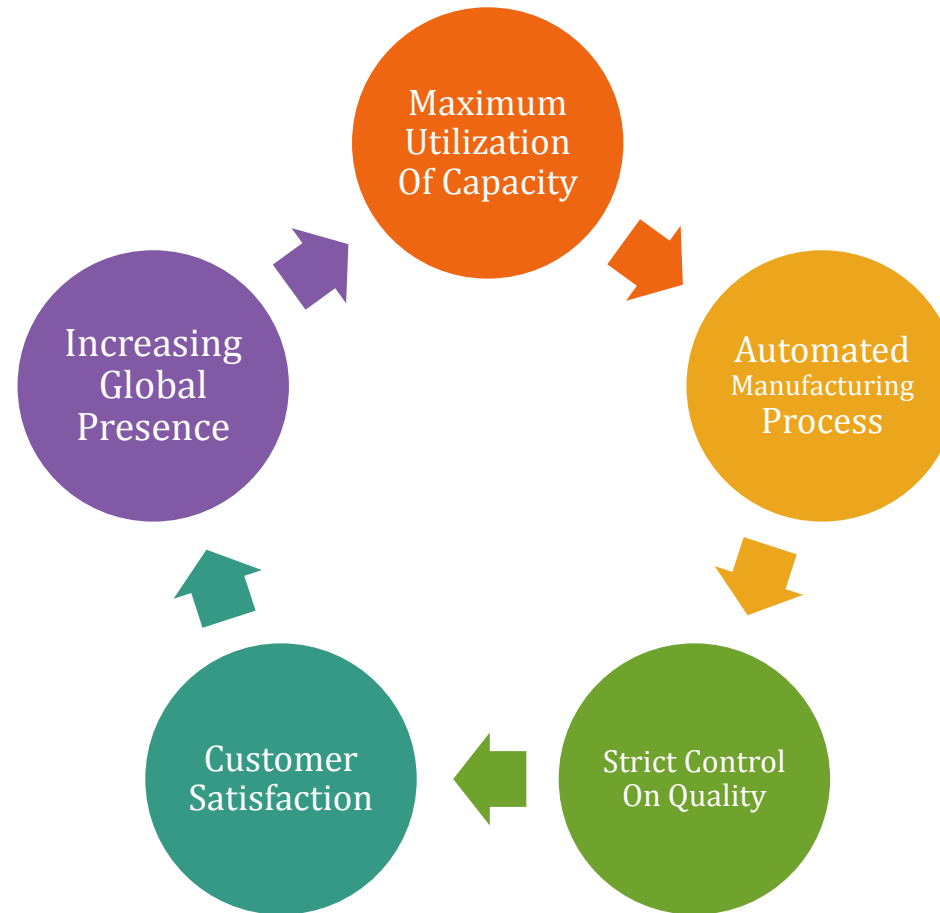 Maximum
Utilization
Of Capacity
Automated
Manufacturing
Process
Strict Control
On Quality
Customer
Satisfaction
Increasing
Global
Presence